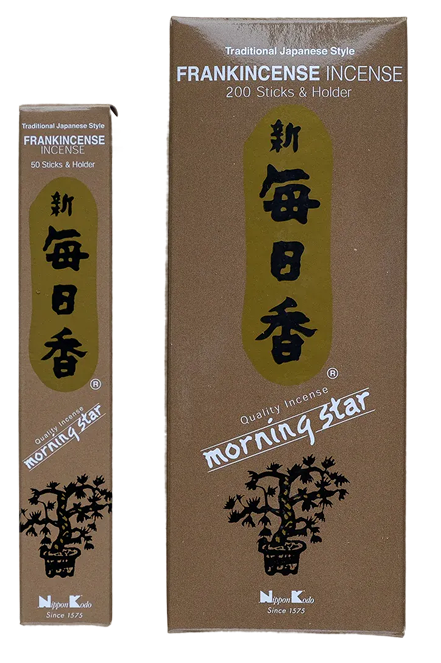 Traditional Japanese Style
FRANKINCENSE
INCENSE
50 Sticks & Holder
新
毎日香
®
Quality Incense
morning star
Nippon Kodo
Since 1575
Traditional Japanese Style
FRANKINCENSE INCENSE
200 Sticks & Holder
新
毎日香
®
Quality Incense
morning star
Nippon Kodo
Since 1575